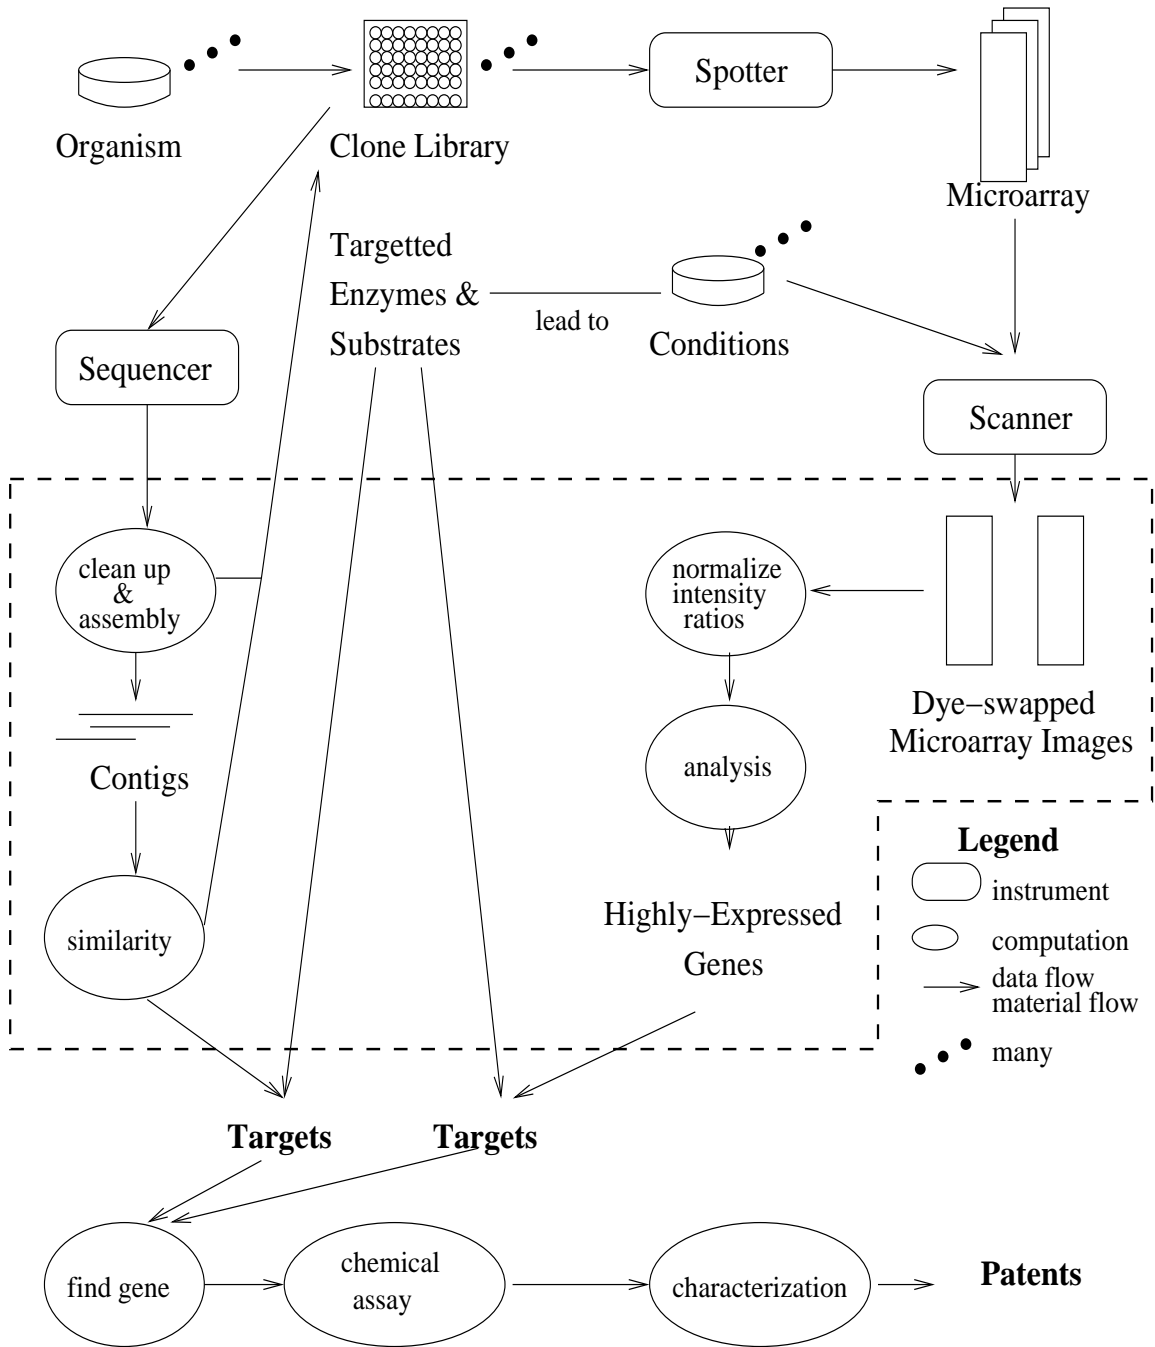 Spotter
Organism
Clone Library
Microarray
Targetted
Enzymes &
Substrates
lead to
Conditions
Sequencer
Scanner
clean up
&
assembly
normalize
intensity
ratios
Dye-swapped
Microarray Images
Contigs
analysis
Legend
instrument
computation
data flow
material flow
many
similarity
Highly-Expressed
Genes
Targets
Targets
find gene
chemical
assay
characterization
Patents